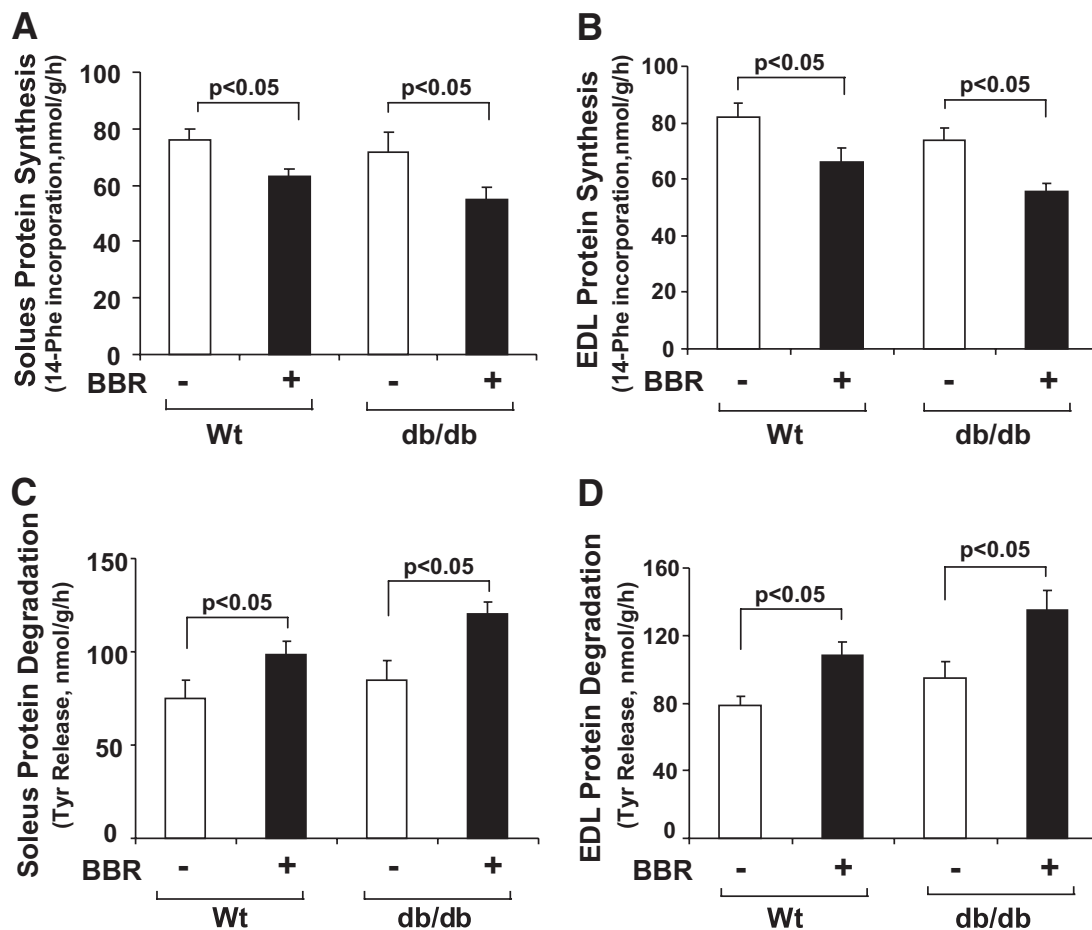 A
Solues Protein Synthesis
(14-Phe incorporation,nmol/g/h)
100
80
60
40
20
0
p<0.05
p<0.05
BBR - + - +
Wt db/db
B
EDL Protein Synthesis
(14-Phe incorporation,nmol/g/h)
100
80
60
40
20
0
p<0.05
p<0.05
BBR - + - +
Wt db/db
C
Soleus Protein Degradation
(Tyr Release, nmol/g/h)
150
100
50
0
p<0.05
p<0.05
BBR - + - +
Wt db/db
D
EDL Protein Degradation
(Tyr Release, nmol/g/h)
160
120
80
40
0
p<0.05
p<0.05
BBR - + - +
Wt db/db